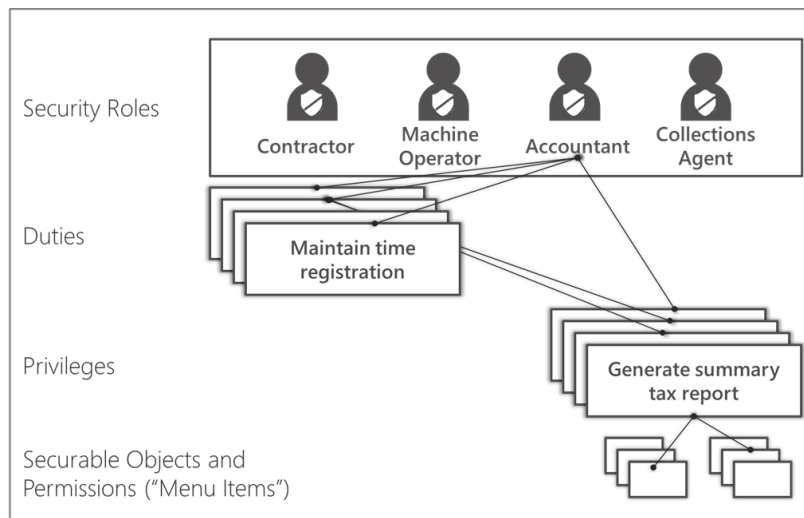 Security Roles
Contractor
Machine
Operator
Accountant
Collections
Agent
Duties
Maintain time
registration
Privileges
Generate summary
tax report
Securable Objects and
Permissions (“Menu Items”)